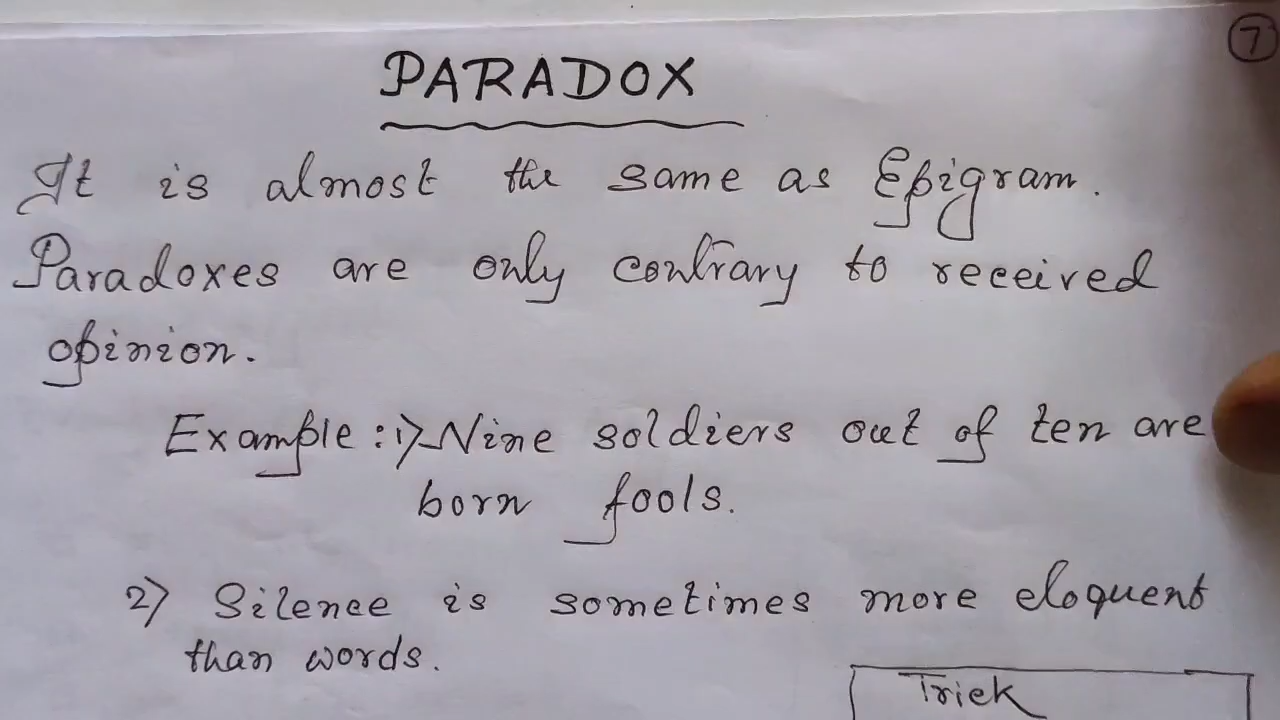 7
PARADOX
It is almost the same as Epigram.
Paradoxes are only contrary to received
opinion.
Example :1) Nine soldiers out of ten are
born fools.
2) Silence is sometimes more eloquent
than words.
Trick